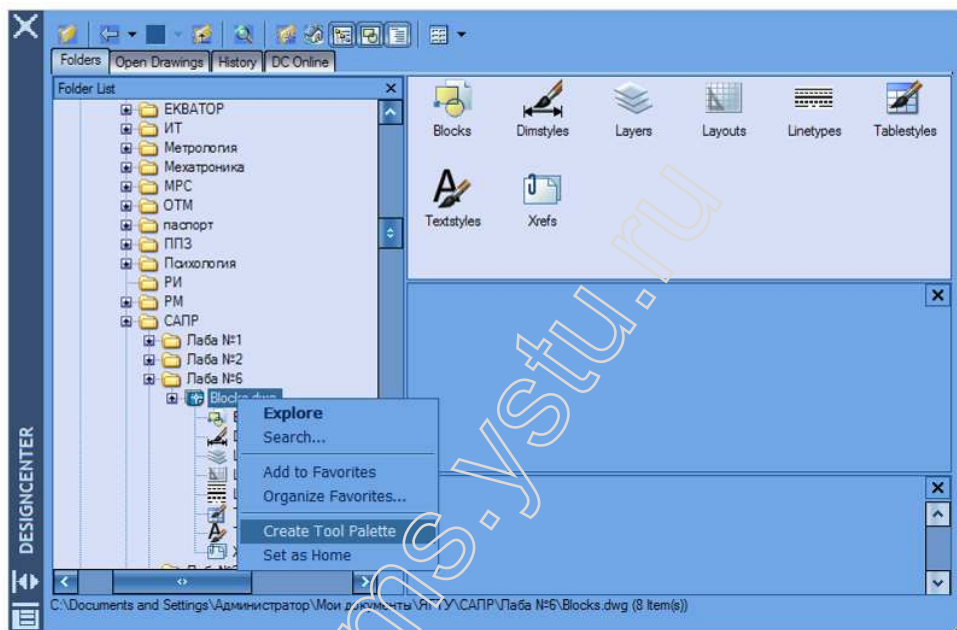 Folders Open Drawings History DC Online
Folder List
ЕКВАТОР
ИТ
Метрология
Мехатроника
МРС
ОТМ
паспорт
ППЗ
Психология
РИ
РМ
САПР
Лаба №1
Лаба №2
Лаба №6
Blocks.dwg
Explore
Search...
Add to Favorites
Organize Favorites...
Create Tool Palette
Set as Home
Blocks Dimstyles Layers Layouts Linetypes Tablestyles
Textstyles Xrefs
DESIGNCENTER
C:\Documents and Settings\Администратор\Мои документы\ЯГТУ\САПР\Лаба №6\Blocks.dwg (8 Item(s))
ms.ystu.ru